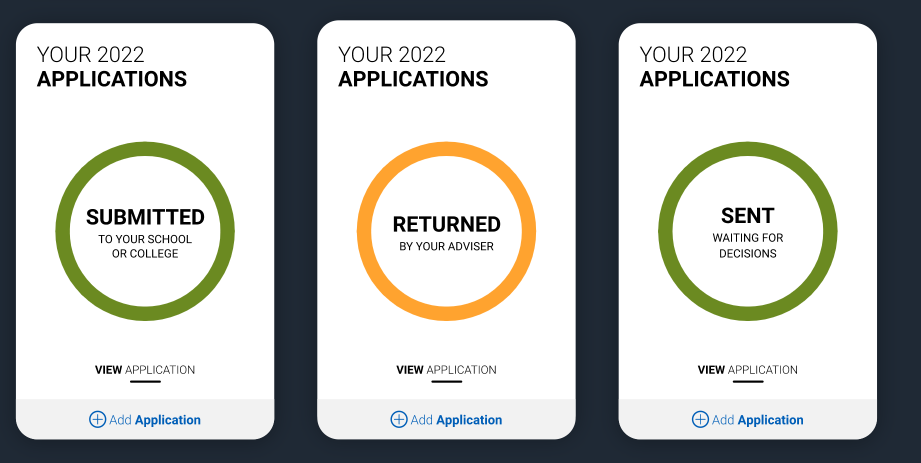 YOUR 2022
APPLICATIONS
SUBMITTED
TO YOUR SCHOOL
OR COLLEGE
VIEW APPLICATION
Add Application
YOUR 2022
APPLICATIONS
RETURNED
BY YOUR ADVISER
VIEW APPLICATION
Add Application
YOUR 2022
APPLICATIONS
SENT
WAITING FOR
DECISIONS
VIEW APPLICATION
Add Application